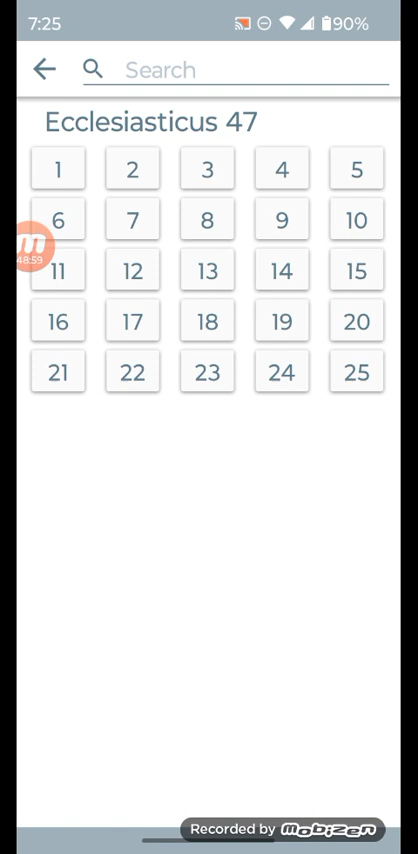 7:25 90%
Search
Ecclesiasticus 47
1 2 3 4 5
6 7 8 9 10
m
48:59
11 12 13 14 15
16 17 18 19 20
21 22 23 24 25
Recorded by mobizen